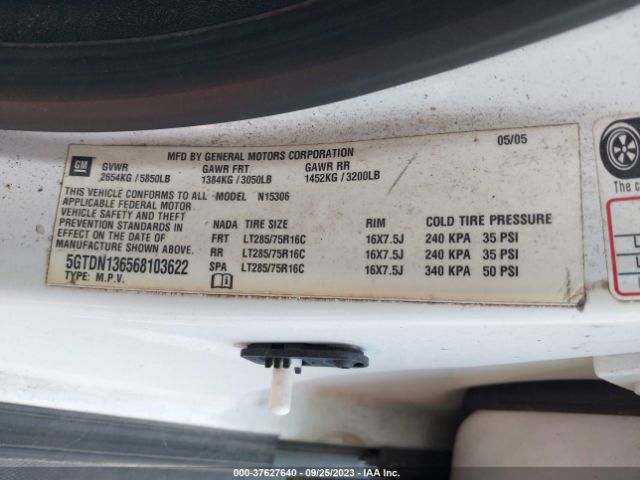 MFD BY GENERAL MOTORS CORPORATION 05/05
GM GVWR GAWR FRT GAWR RR
2654KG / 5850LB 1384KG / 3050LB 1452KG / 3200LB
THIS VEHICLE CONFORMS TO ALL MODEL N15306
APPLICABLE FEDERAL MOTOR
VEHICLE SAFETY AND THEFT
PREVENTION STANDARDS IN
EFFECT ON THE DATE OF
MANUFACTURE SHOWN ABOVE.
5GTDN136568103622
TYPE: M.P.V.
NADA TIRE SIZE RIM COLD TIRE PRESSURE
FRT LT285/75R16C 16X7.5J 240 KPA 35 PSI
RR LT285/75R16C 16X7.5J 240 KPA 35 PSI
SPA LT285/75R16C 16X7.5J 340 KPA 50 PSI
000-37627640 - 09/25/2023 - IAAI.COM